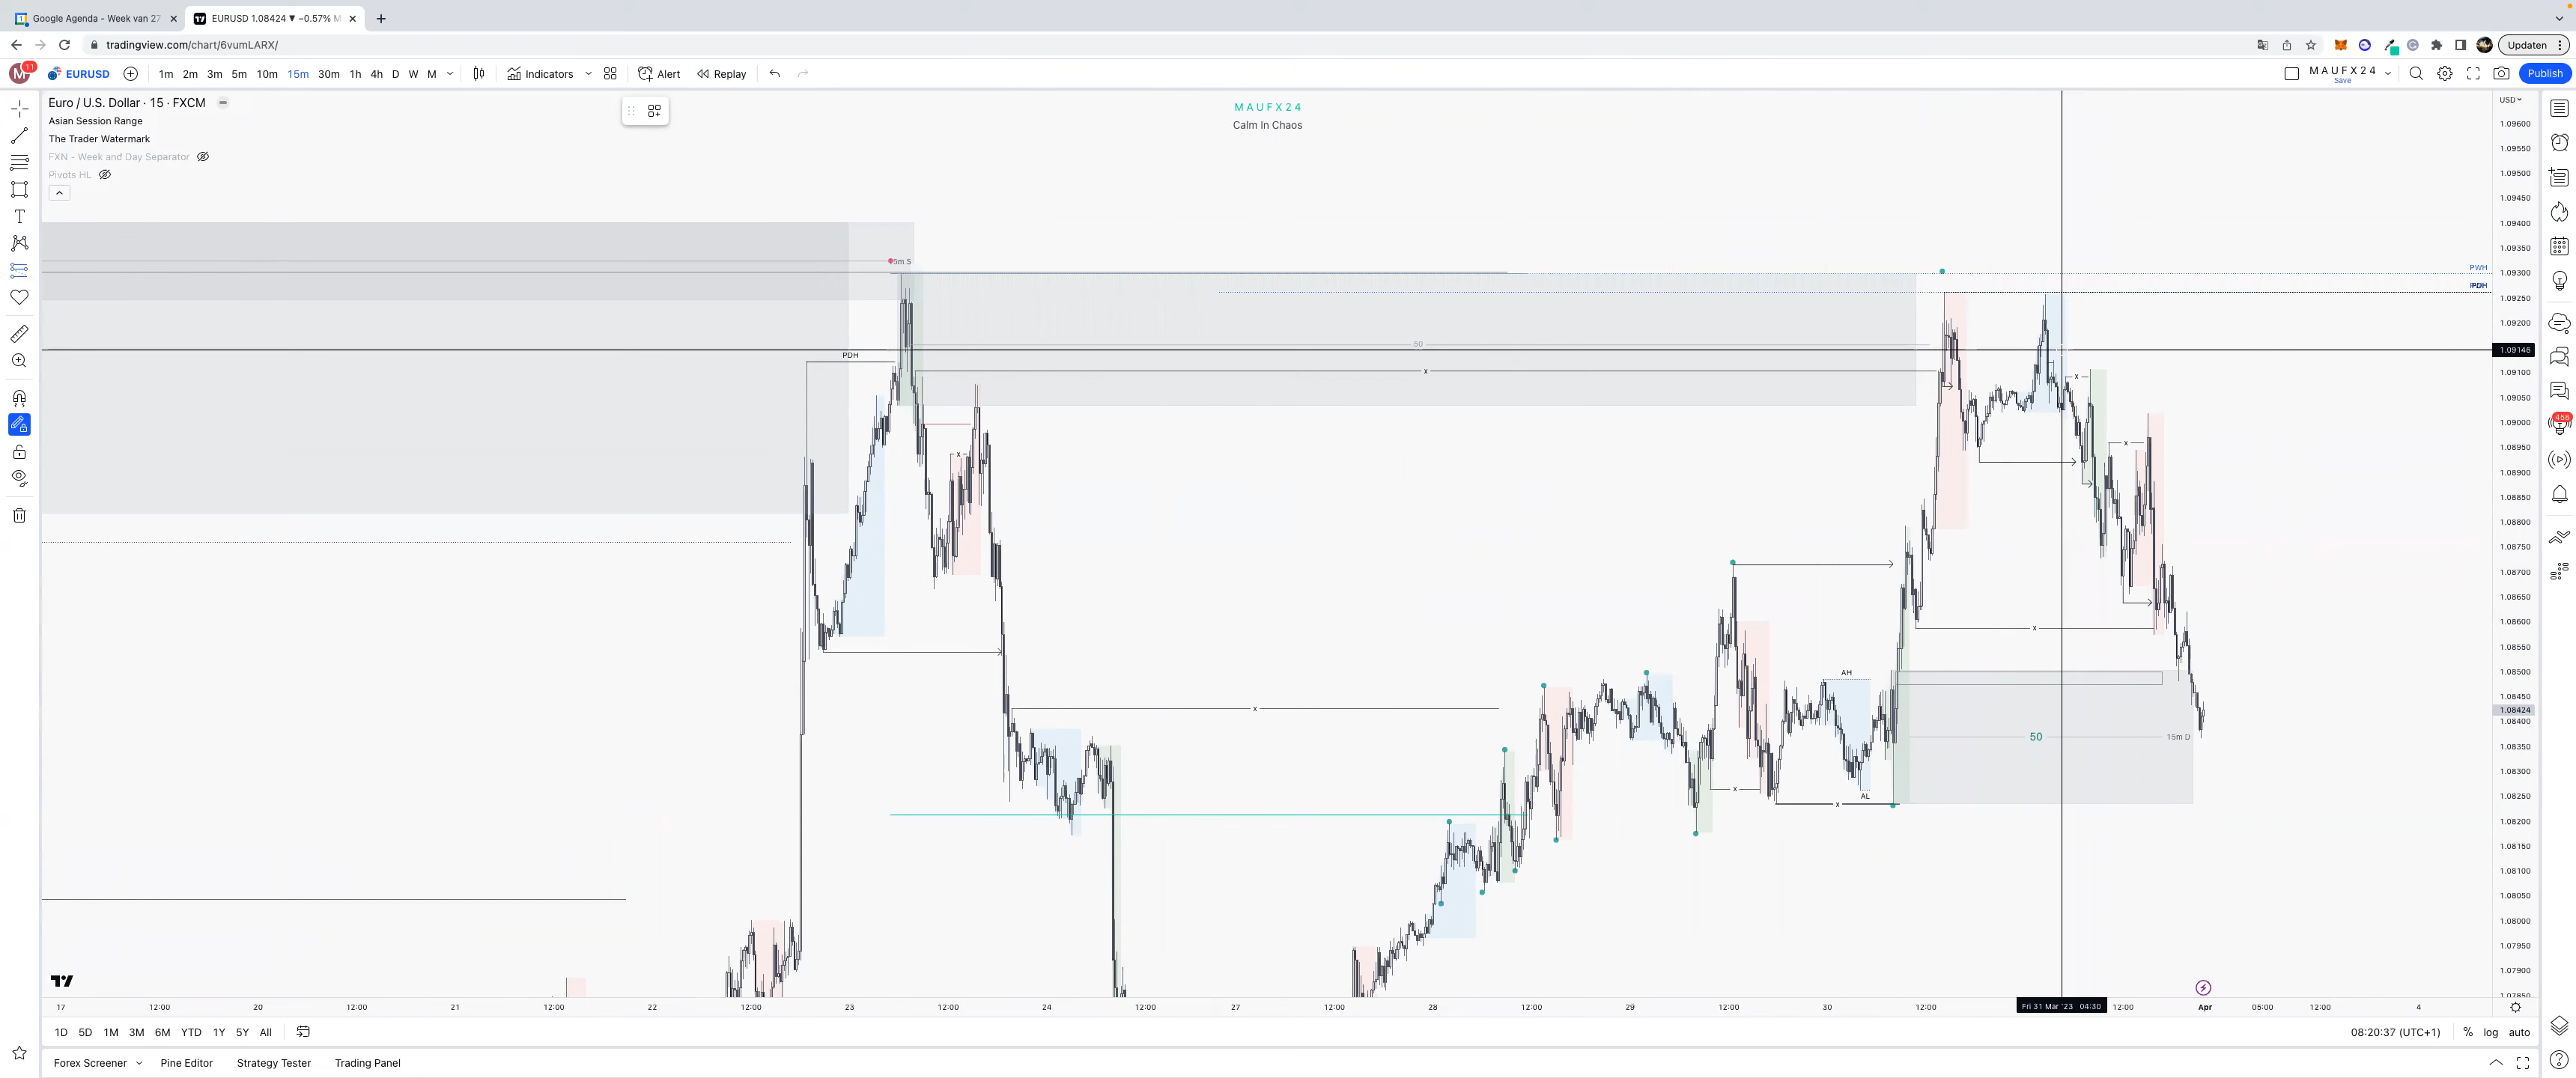 Google Agenda - Week van 27
EURUSD 1.08424 ▼ −0.57% M
tradingview.com/chart/6vumLARX/
Updaten
M 11 EURUSD 1m 2m 3m 5m 10m 15m 30m 1h 4h D W M Indicators Alert Replay MAUFX24 Save Publish
Euro / U.S. Dollar · 15 · FXCM
Asian Session Range
The Trader Watermark
FXN - Week and Day Separator
Pivots HL
MAUFX24
Calm In Chaos
USD
1.09600
1.09550
1.09500
1.09450
1.09400
1.09350
1.09300
1.09250
1.09200
1.09146
1.09100
1.09050
1.09000
1.08950
1.08900
1.08850
1.08800
1.08750
1.08700
1.08650
1.08600
1.08550
1.08500
1.08450
1.08424
1.08400
1.08350
1.08300
1.08250
1.08200
1.08150
1.08100
1.08050
1.08000
1.07950
1.07900
1.07850
PWH
PDH
50
PDH
x
x
x
x
x
x
AH
x
x
AL
50
15m D
458
17 12:00 20 12:00 21 12:00 22 12:00 23 12:00 24 12:00 27 12:00 28 12:00 29 12:00 30 12:00 Fri 31 Mar '23 04:30 12:00 Apr 05:00 12:00 4
1D 5D 1M 3M 6M YTD 1Y 5Y All 08:20:37 (UTC+1) % log auto
Forex Screener Pine Editor Strategy Tester Trading Panel